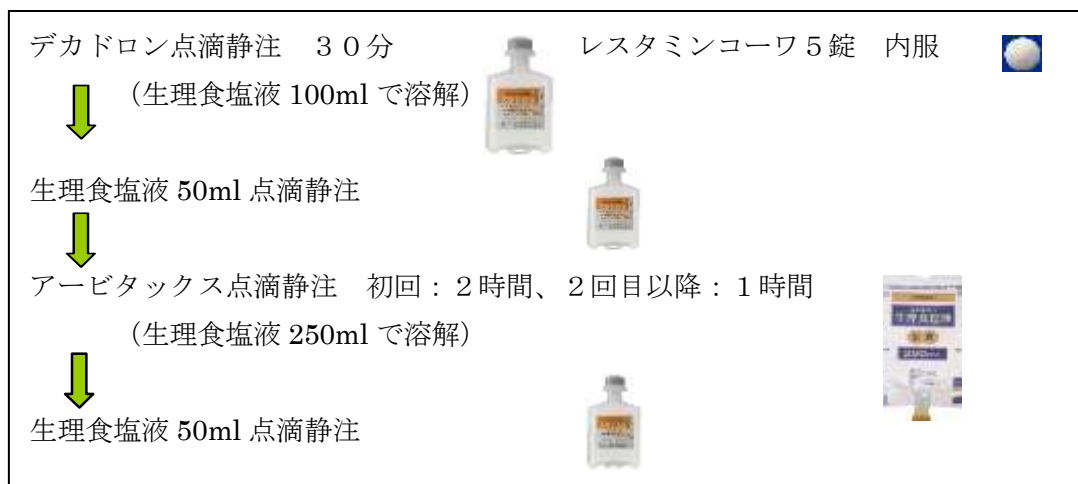 デカドロン点滴静注　３０分　レスタミンコーワ５錠　内服
（生理食塩液 100ml で溶解）
生理食塩液 50ml 点滴静注
アービタックス点滴静注　初回：２時間、２回目以降：１時間
（生理食塩液 250ml で溶解）
生理食塩液 50ml 点滴静注